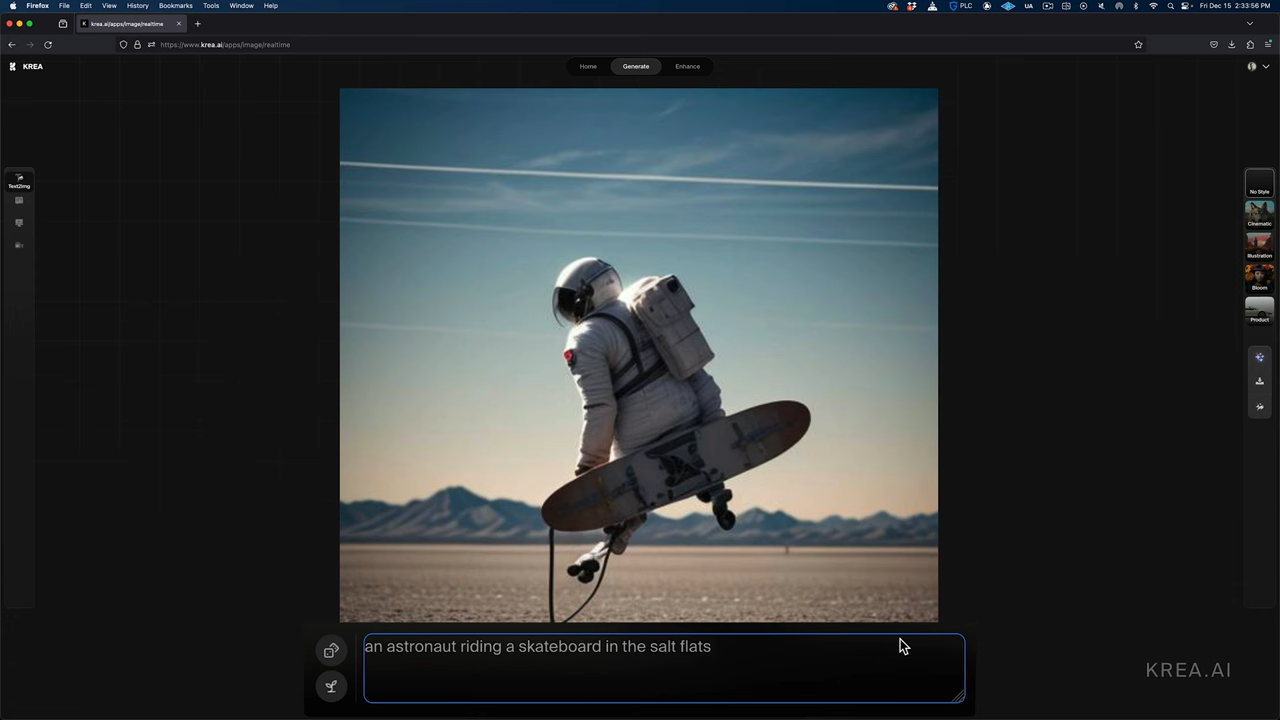 Firefox File Edit View History Bookmarks Tools Window Help
PLC
UA
Fri Dec 15 2:33:56 PM
krea.ai/apps/image/realtime
https://www.krea.ai/apps/image/realtime
KREA
Home Generate Enhance
Text2Img
No Style
Cinematic
Illustration
Bloom
Product
an astronaut riding a skateboard in the salt flats
KREA.AI